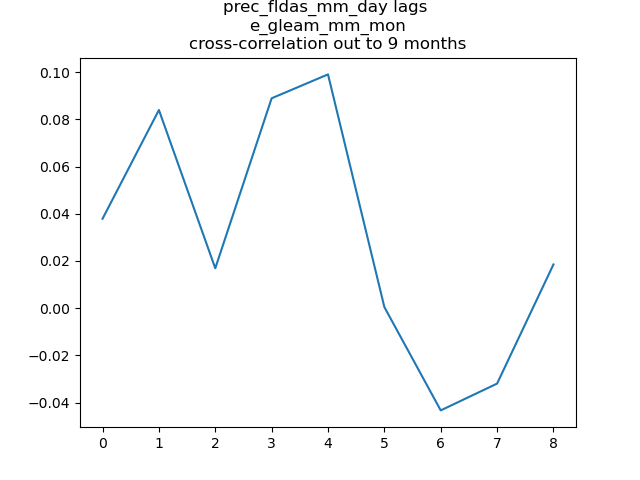 prec_fldas_mm_day lags
e_gleam_mm_mon
cross-correlation out to 9 months
0.10
0.08
0.06
0.04
0.02
0.00
−0.02
−0.04
0 1 2 3 4 5 6 7 8